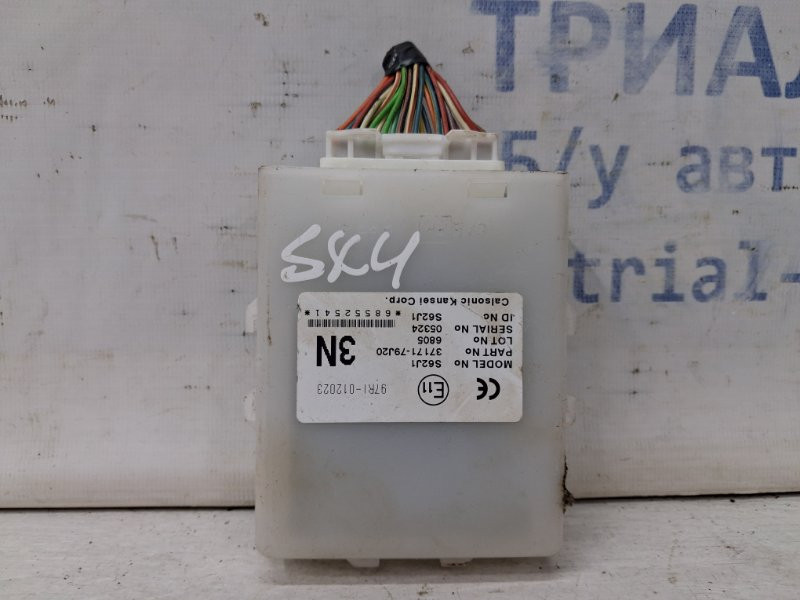 ТРИАЛ
б/у авт
trial-
SX4
CE E11 97RI-012023
MODEL No S62J1
PART No 37171-79J20
LOT No 6805
SERIAL No 05324
ID No S62J1
Calsonic Kansei Corp.
3N
*68552541*